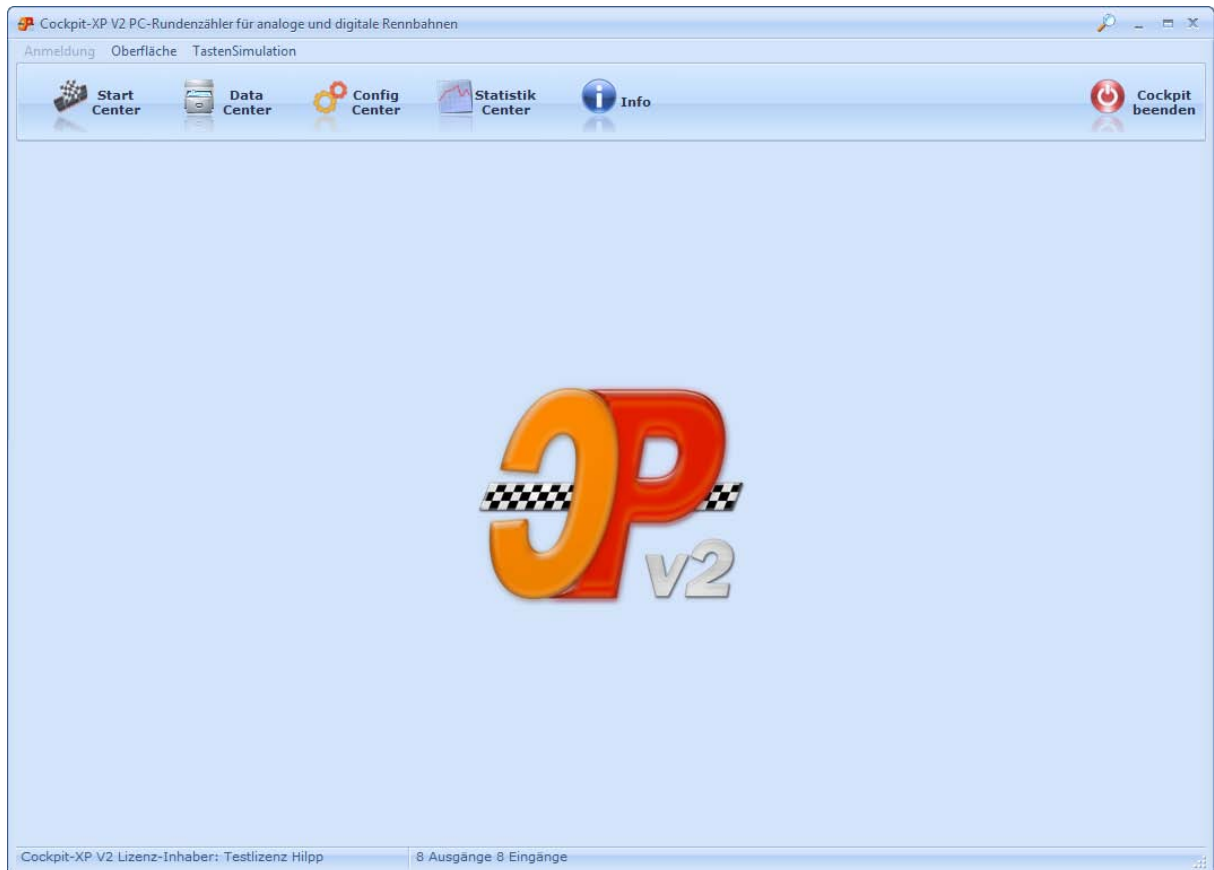 Cockpit-XP V2 PC-Rundenzähler für analoge und digitale Rennbahnen
Anmeldung Oberfläche TastenSimulation
Start Center
Data Center
Config Center
Statistik Center
Info
Cockpit beenden
CP
v2
Cockpit-XP V2 Lizenz-Inhaber: Testlizenz Hilpp
8 Ausgänge 8 Eingänge